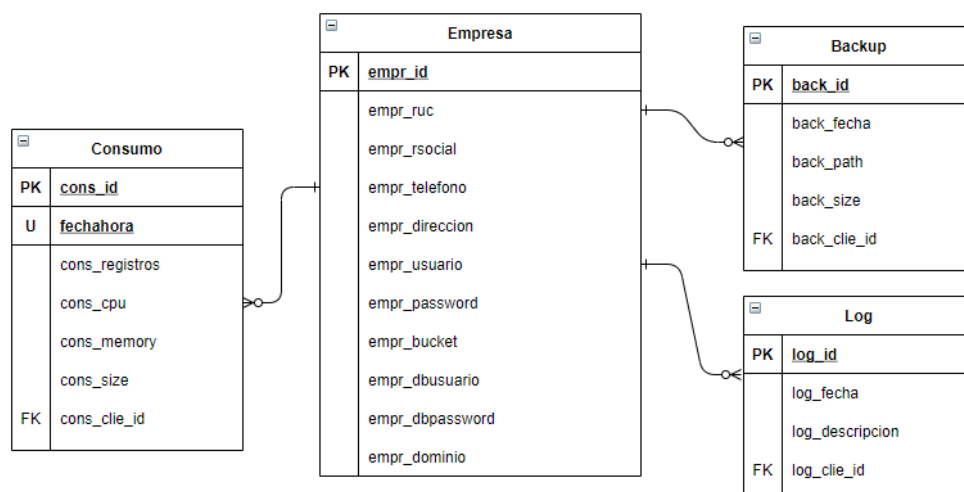 Consumo
PK cons_id
U fechahora
cons_registros
cons_cpu
cons_memory
cons_size
FK cons_clie_id
Empresa
PK empr_id
empr_ruc
empr_rsocial
empr_telefono
empr_direccion
empr_usuario
empr_password
empr_bucket
empr_dbusuario
empr_dbpassword
empr_dominio
Backup
PK back_id
back_fecha
back_path
back_size
FK back_clie_id
Log
PK log_id
log_fecha
log_descripcion
FK log_clie_id